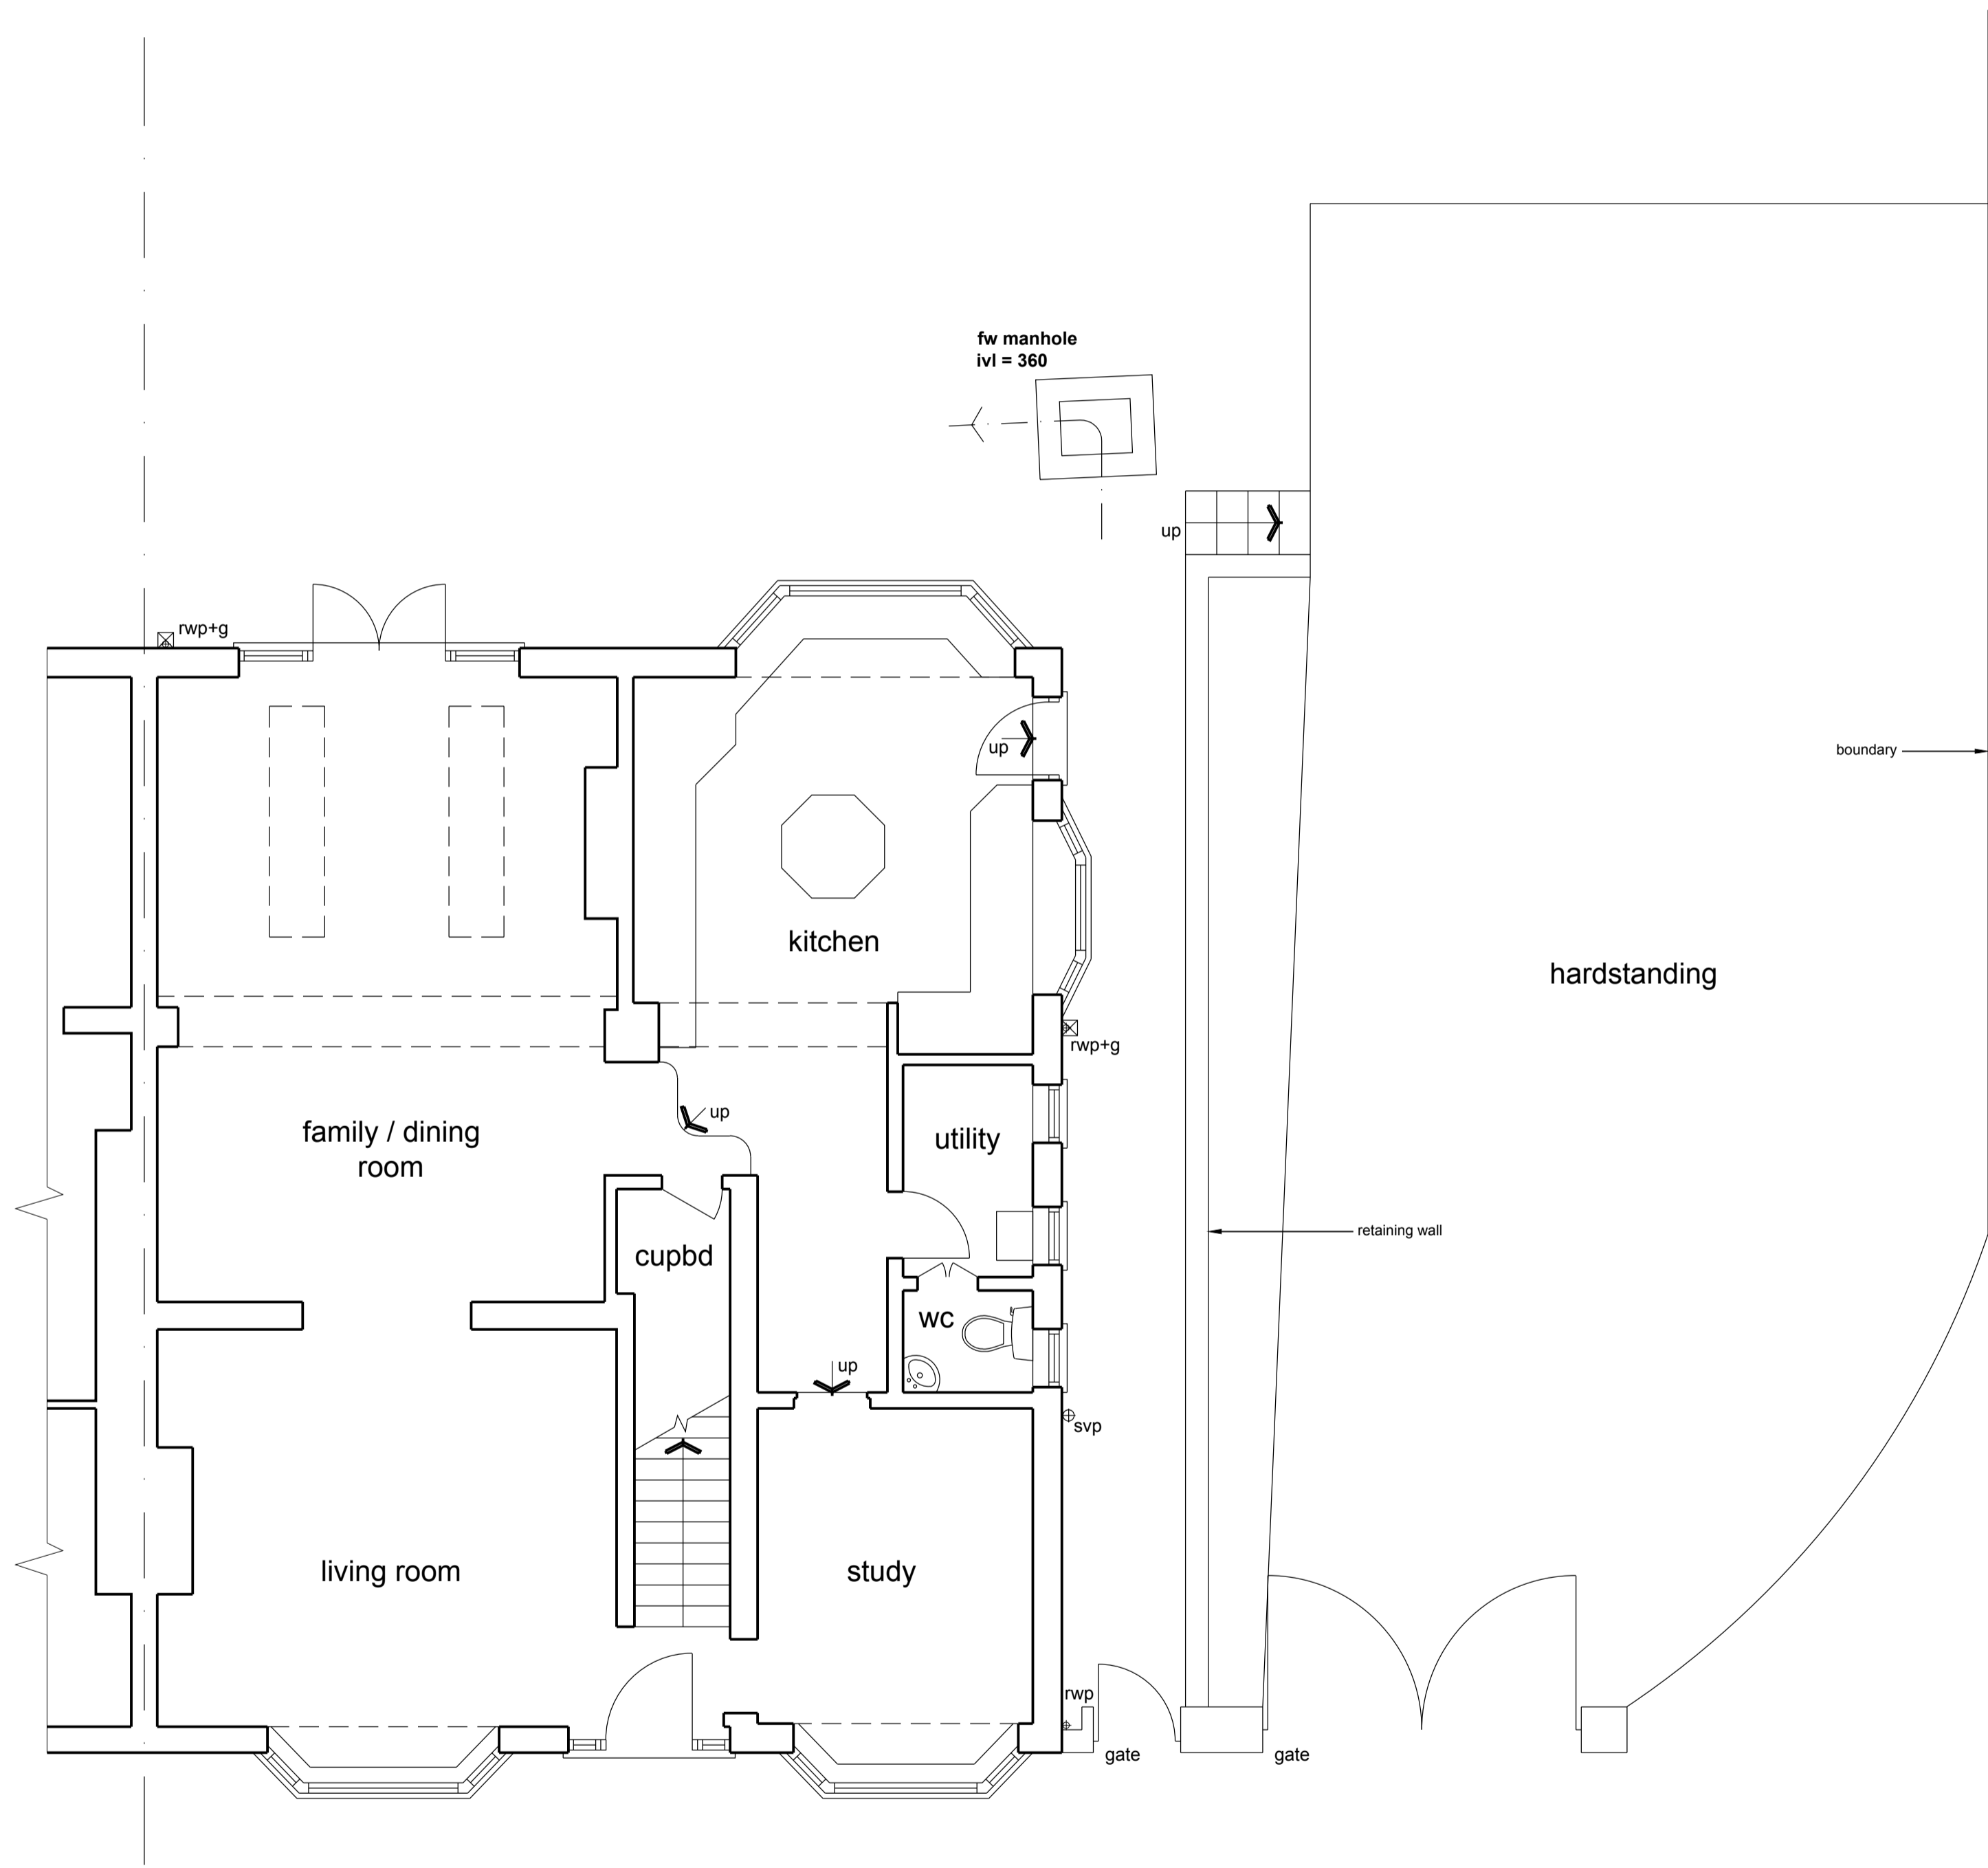 fw manhole
ivl = 360
up
rwp+g
up
boundary
kitchen
hardstanding
rwp+g
up
family / dining
room
utility
retaining wall
cupbd
wc
up
svp
living room
study
rwp
gate
gate